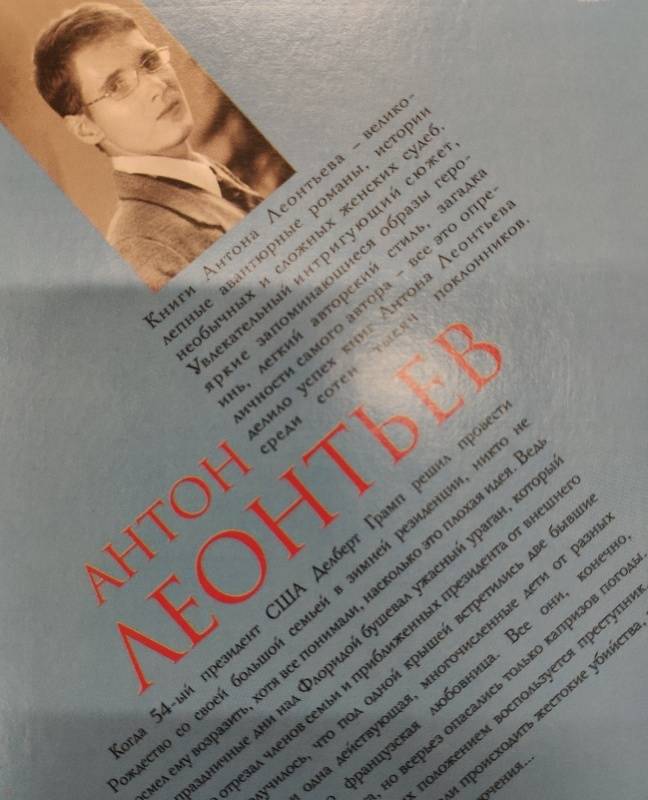 Книги Антона Леонтьева – велико-
лепные авантюрные романы, истории
необычных и сложных женских судеб.
Увлекательный интригующий сюжет,
яркие запоминающиеся образы геро-
инь, легкий авторский стиль, загадка
личности самого автора – все это опре-
делило успех книг Антона Леонтьева
среди сотен тысяч поклонников.
АНТОН
ЛЕОНТЬЕВ
Когда 54-ый президент США Делберт Грамп решил провести
Рождество со своей большой семьей в зимней резиденции, никто не
посмел ему возразить, хотя все понимали, насколько это плохая идея. Ведь
праздничные дни над Флоридой бушевал ужасный ураган, который
отрезал членов семьи и приближенных президента от внешнего
получилось, что под одной крышей встретились две бывшие
и одна действующая, многочисленные дети от разных
французская любовница. Все они, конечно,
но всерьез опасались только капризов погоды.
положением воспользуется преступник
происходить жестокие убийства,